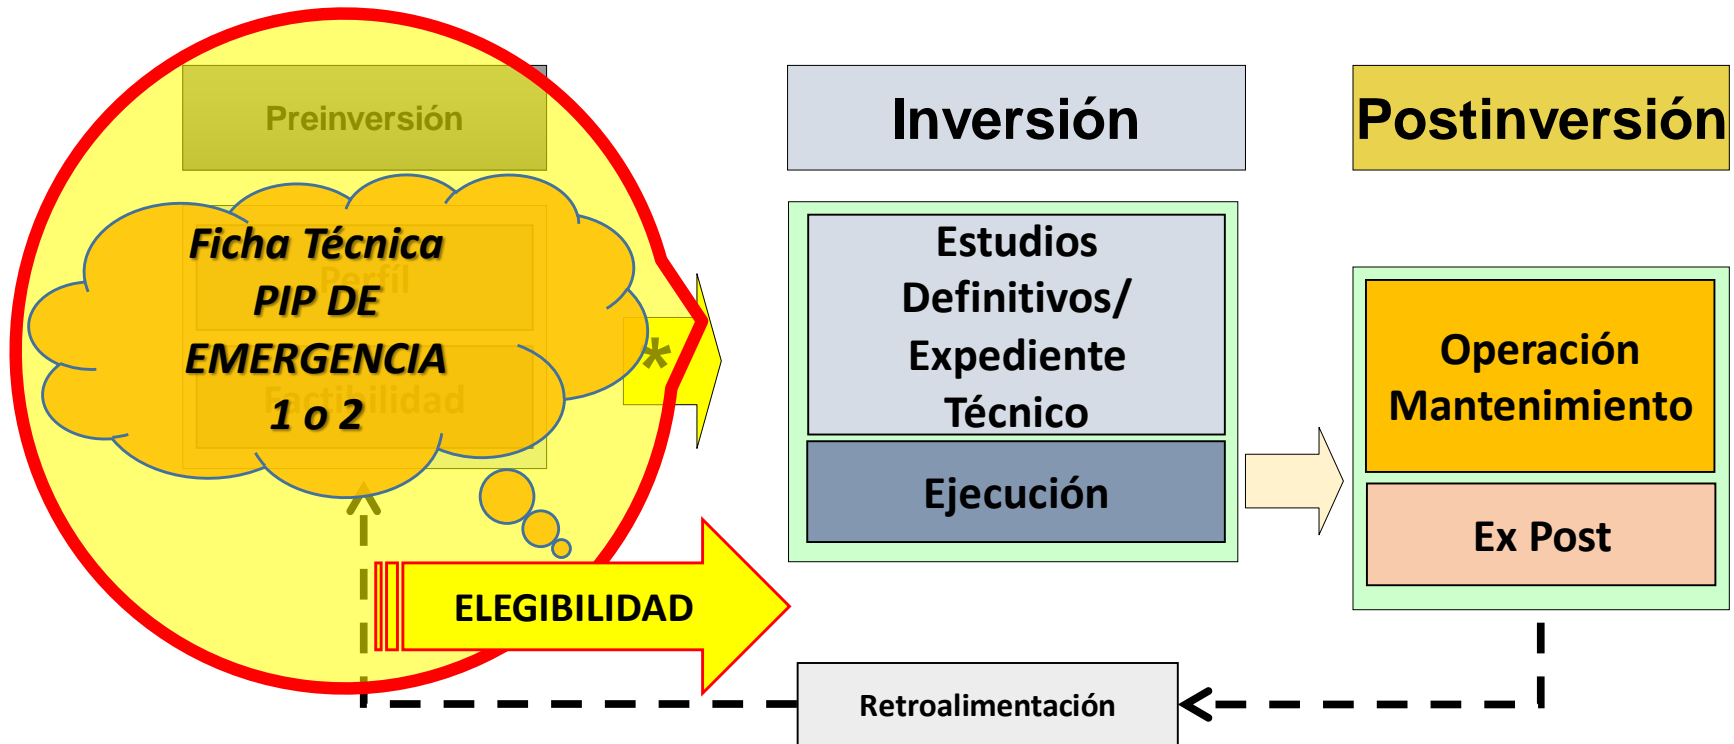 Preinversión
Inversión
Postinversión
Ficha Técnica
PIP DE
EMERGENCIA
1 o 2
Perfíl
Factibilidad
*
Estudios
Definitivos/
Expediente
Técnico
Ejecución
Operación
Mantenimiento
Ex Post
ELEGIBILIDAD
Retroalimentación